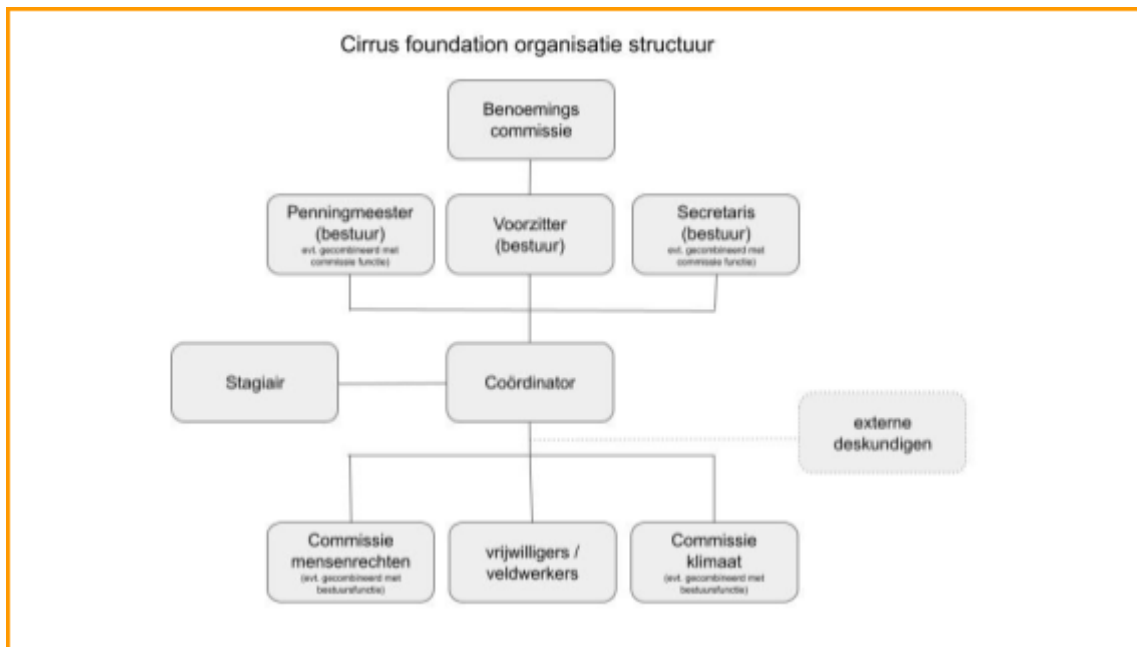 Cirrus foundation organisatie structuur
Benoemings
commissie
Penningmeester
(bestuur)
evt. gecombineerd met
commissie functie)
Voorzitter
(bestuur)
Secretaris
(bestuur)
evt. gecombineerd met
commissie functie)
Stagiair
Coördinator
externe
deskundigen
Commissie
mensenrechten
(evt. gecombineerd met
bestuursfunctie)
vrijwilligers /
veldwerkers
Commissie
klimaat
(evt. gecombineerd met
bestuursfunctie)